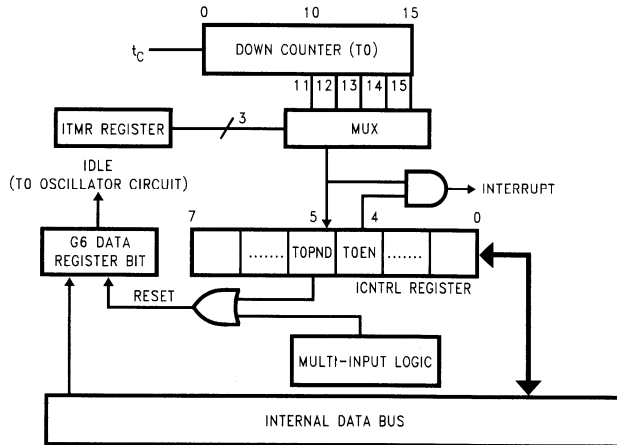 0 10 15
t_C
DOWN COUNTER (T0)
11 12 13 14 15
ITMR REGISTER
3
MUX
IDLE
(TO OSCILLATOR CIRCUIT)
INTERRUPT
7 5 4 0
G6 DATA
REGISTER BIT
....... T0PND T0EN .......
ICNTRL REGISTER
RESET
MULTI-INPUT LOGIC
INTERNAL DATA BUS